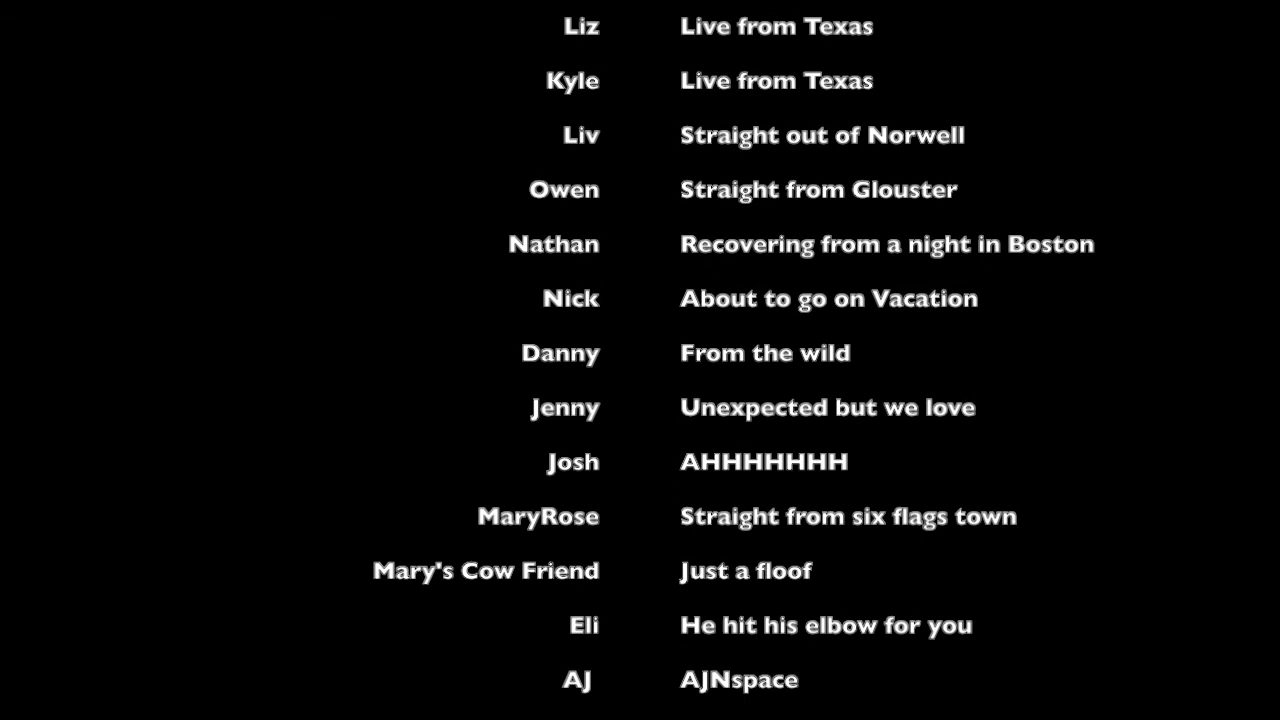 Liz Live from Texas
Kyle Live from Texas
Liv Straight out of Norwell
Owen Straight from Glouster
Nathan Recovering from a night in Boston
Nick About to go on Vacation
Danny From the wild
Jenny Unexpected but we love
Josh AHHHHHHH
MaryRose Straight from six flags town
Mary's Cow Friend Just a floof
Eli He hit his elbow for you
AJ AJNspace